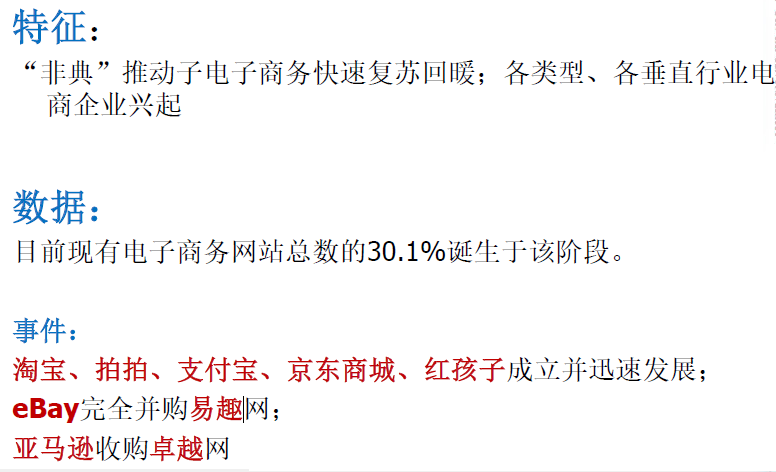 特征：
“非典”推动子电子商务快速复苏回暖；各类型、各垂直行业电
商企业兴起
数据：
目前现有电子商务网站总数的30.1%诞生于该阶段。
事件：
淘宝、拍拍、支付宝、京东商城、红孩子成立并迅速发展；
eBay完全并购易趣网；
亚马逊收购卓越网